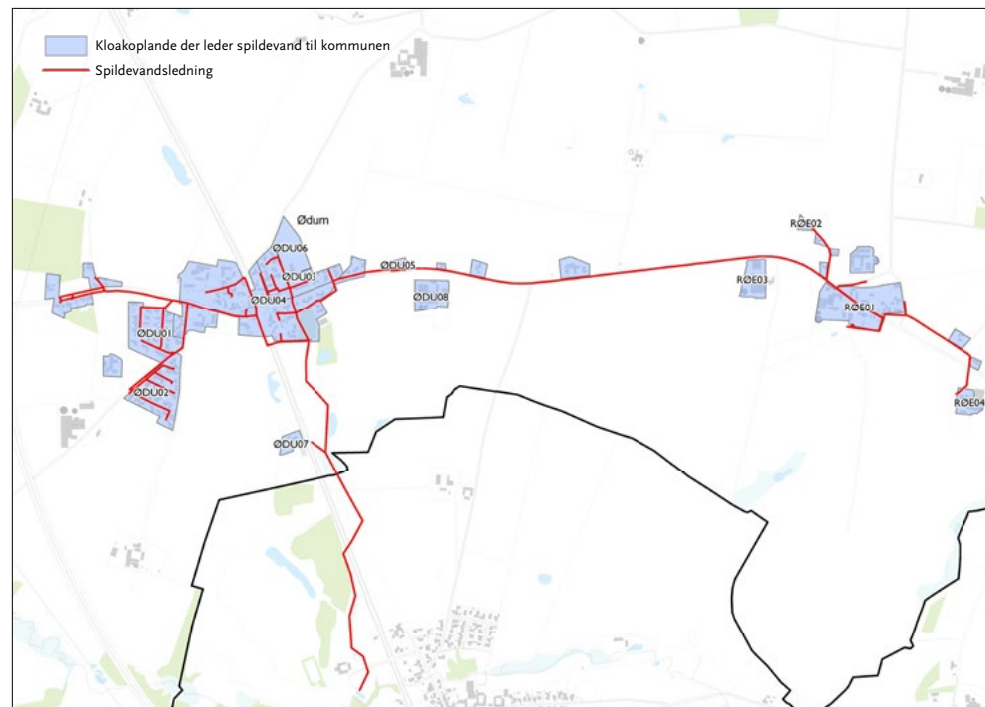 Kloakoplande der leder spildevand til kommunen
Spildevandsledning
Ødum
RØE02
ØDU06
ØDU05
ØDU03
RØE03
ØDU08
ØDU04
RØE01
ØDU01
ØDU02
RØE04
ØDU07